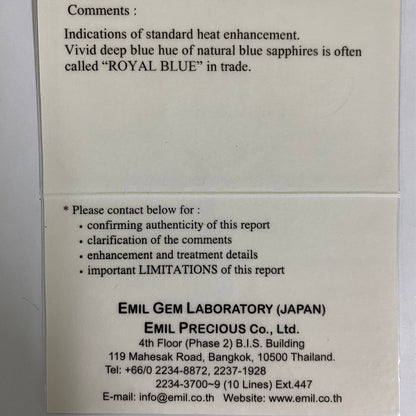 Comments :
Indications of standard heat enhancement.
Vivid deep blue hue of natural blue sapphires is often
called “ROYAL BLUE” in trade.
* Please contact below for :
• confirming authenticity of this report
• clarification of the comments
• enhancement and treatment details
• important LIMITATIONS of this report
EMIL GEM LABORATORY (JAPAN)
EMIL PRECIOUS Co., Ltd.
4th Floor (Phase 2) B.I.S. Building
119 Mahesak Road, Bangkok, 10500 Thailand.
Tel: +66/0 2234-8872, 2237-1928
2234-3700~9 (10 Lines) Ext.447
E-mail: info@emil.co.th Website: www.emil.co.th